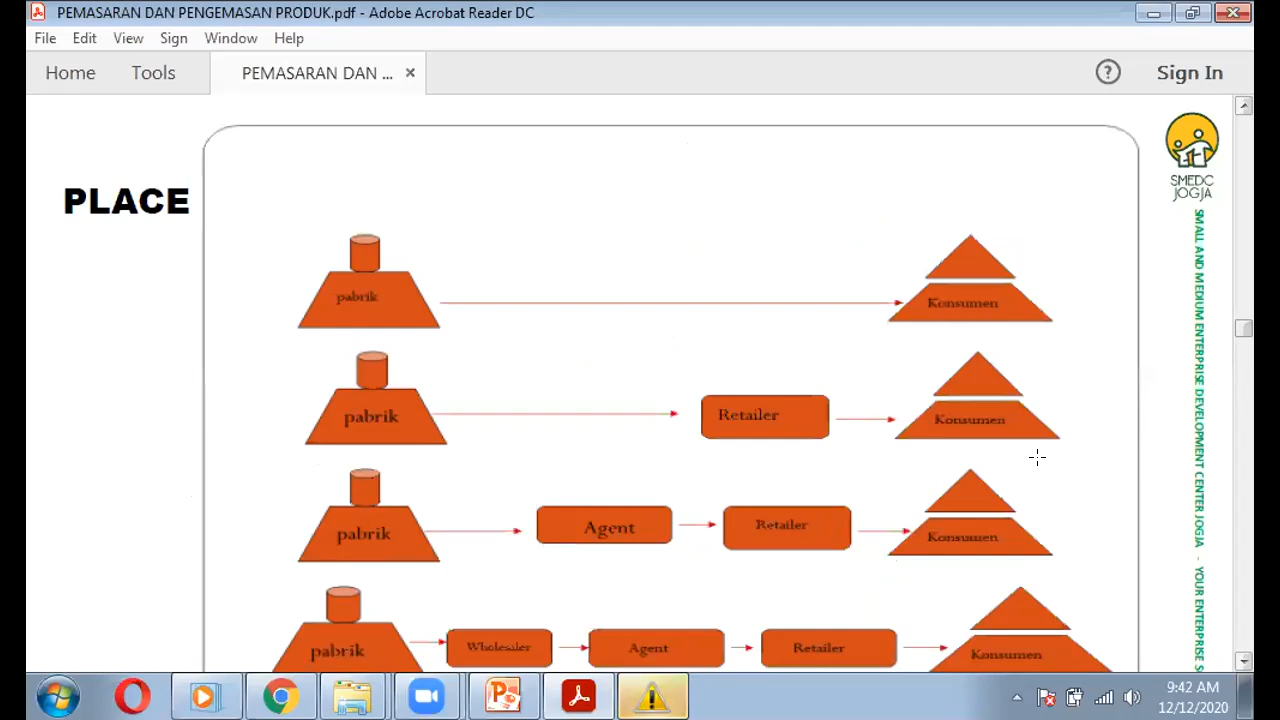 PEMASARAN DAN PENGEMASAN PRODUK.pdf - Adobe Acrobat Reader DC
File Edit View Sign Window Help
Home Tools PEMASARAN DAN ... × ? Sign In
PLACE
SMEDC
JOGJA
SMALL AND MEDIUM ENTERPRISE DEVELOPMENT CENTER JOGJA - YOUR ENTERPRISE S
pabrik Konsumen
pabrik Retailer Konsumen
pabrik Agent Retailer Konsumen
pabrik Wholesaler Agent Retailer Konsumen
9:42 AM
12/12/2020